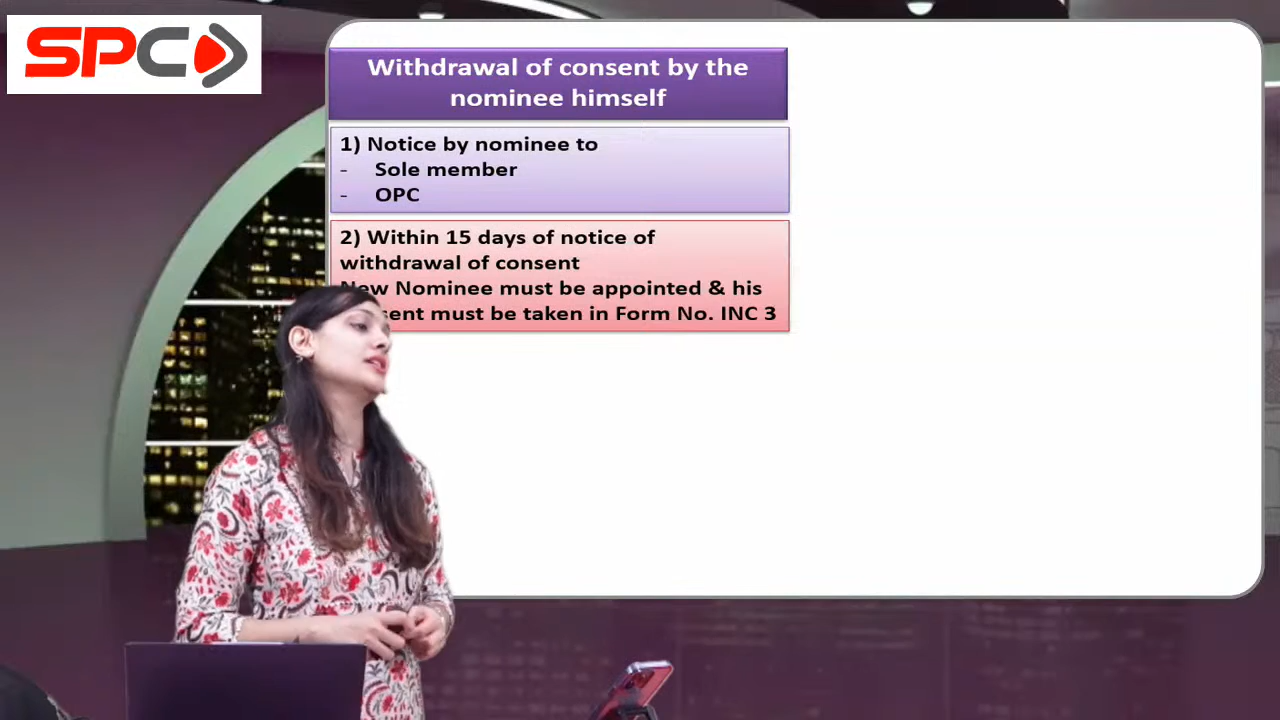 SPC
Withdrawal of consent by the
nominee himself
1) Notice by nominee to
- Sole member
- OPC
2) Within 15 days of notice of
withdrawal of consent
New Nominee must be appointed & his
must be taken in Form No. INC 3